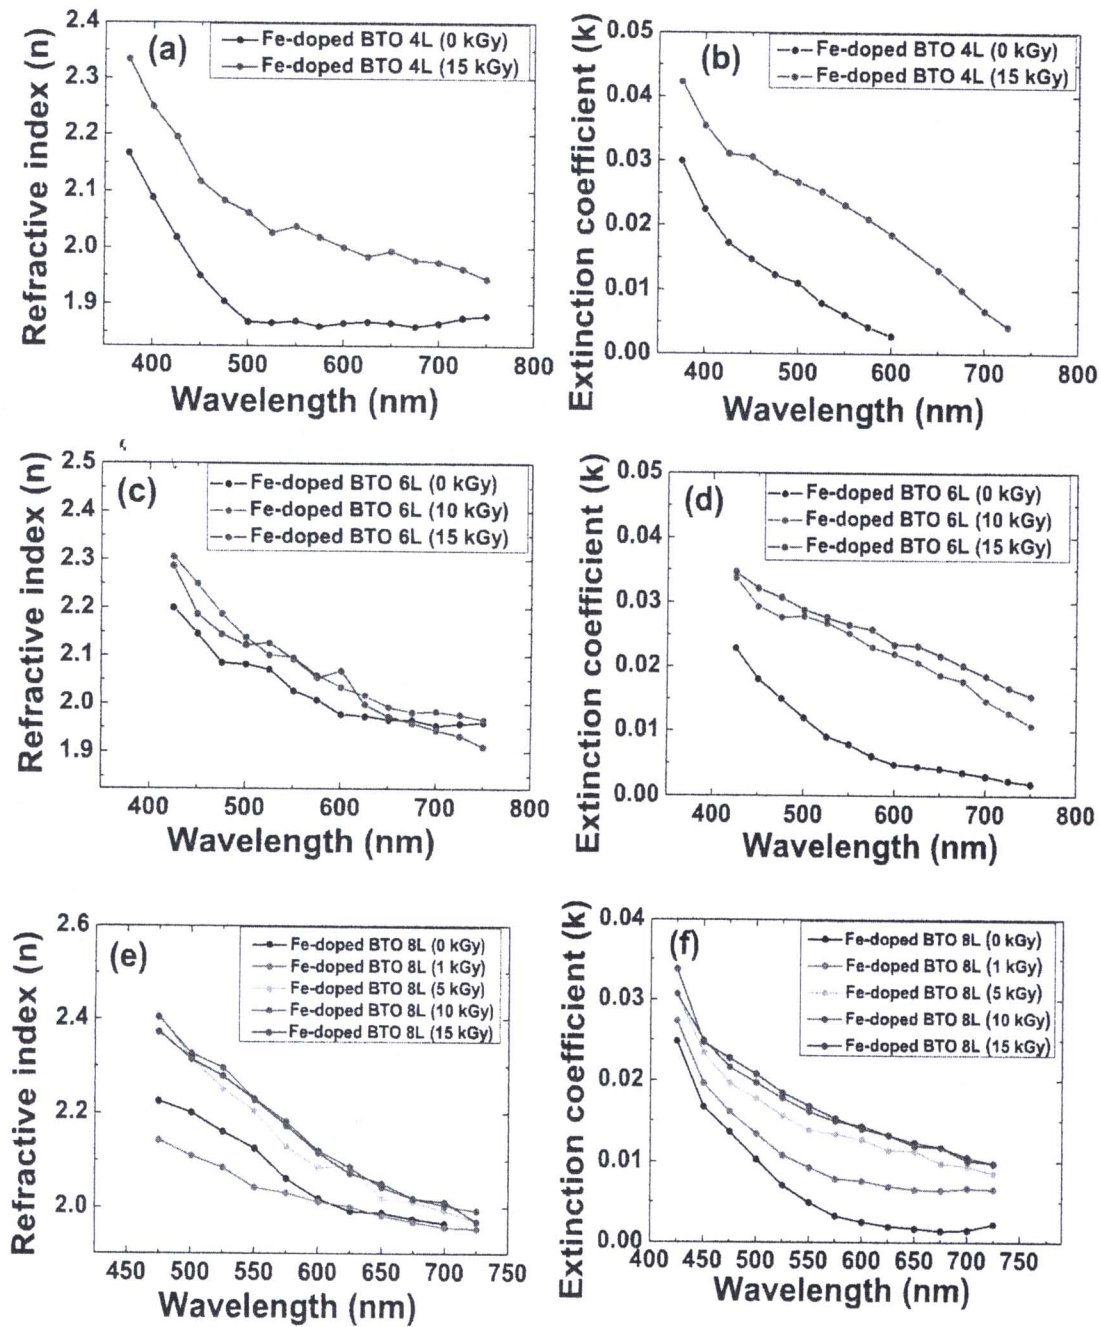 (a)
Fe-doped BTO 4L (0 kGy)
Fe-doped BTO 4L (15 kGy)
Refractive index (n)
2.4
2.3
2.2
2.1
2.0
1.9
400 500 600 700 800
Wavelength (nm)
(b)
Fe-doped BTO 4L (0 kGy)
Fe-doped BTO 4L (15 kGy)
Extinction coefficient (k)
0.05
0.04
0.03
0.02
0.01
0.00
400 500 600 700 800
Wavelength (nm)
(c)
Fe-doped BTO 6L (0 kGy)
Fe-doped BTO 6L (10 kGy)
Fe-doped BTO 6L (15 kGy)
Refractive index (n)
2.5
2.4
2.3
2.2
2.1
2.0
1.9
400 500 600 700 800
Wavelength (nm)
(d)
Fe-doped BTO 6L (0 kGy)
Fe-doped BTO 6L (10 kGy)
Fe-doped BTO 6L (15 kGy)
Extinction coefficient (k)
0.05
0.04
0.03
0.02
0.01
0.00
400 500 600 700 800
Wavelength (nm)
(e)
Fe-doped BTO 8L (0 kGy)
Fe-doped BTO 8L (1 kGy)
Fe-doped BTO 8L (5 kGy)
Fe-doped BTO 8L (10 kGy)
Fe-doped BTO 8L (15 kGy)
Refractive index (n)
2.6
2.4
2.2
2.0
450 500 550 600 650 700 750
Wavelength (nm)
(f)
Fe-doped BTO 8L (0 kGy)
Fe-doped BTO 8L (1 kGy)
Fe-doped BTO 8L (5 kGy)
Fe-doped BTO 8L (10 kGy)
Fe-doped BTO 8L (15 kGy)
Extinction coefficient (k)
0.04
0.03
0.02
0.01
0.00
400 450 500 550 600 650 700 750
Wavelength (nm)